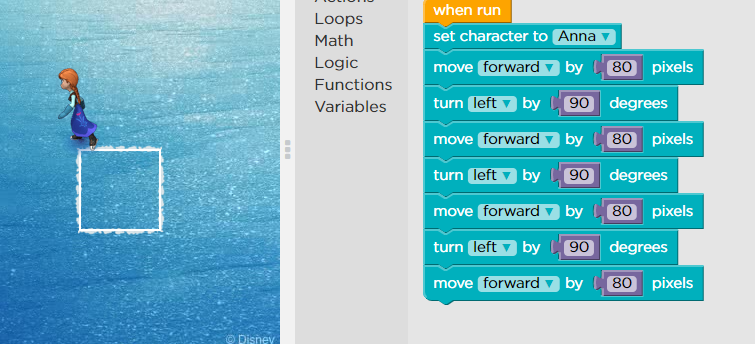 Loops
Math
Logic
Functions
Variables
when run
set character to Anna ▼
move forward ▼ by 80 pixels
turn left ▼ by 90 degrees
move forward ▼ by 80 pixels
turn left ▼ by 90 degrees
move forward ▼ by 80 pixels
turn left ▼ by 90 degrees
move forward ▼ by 80 pixels
© Disney